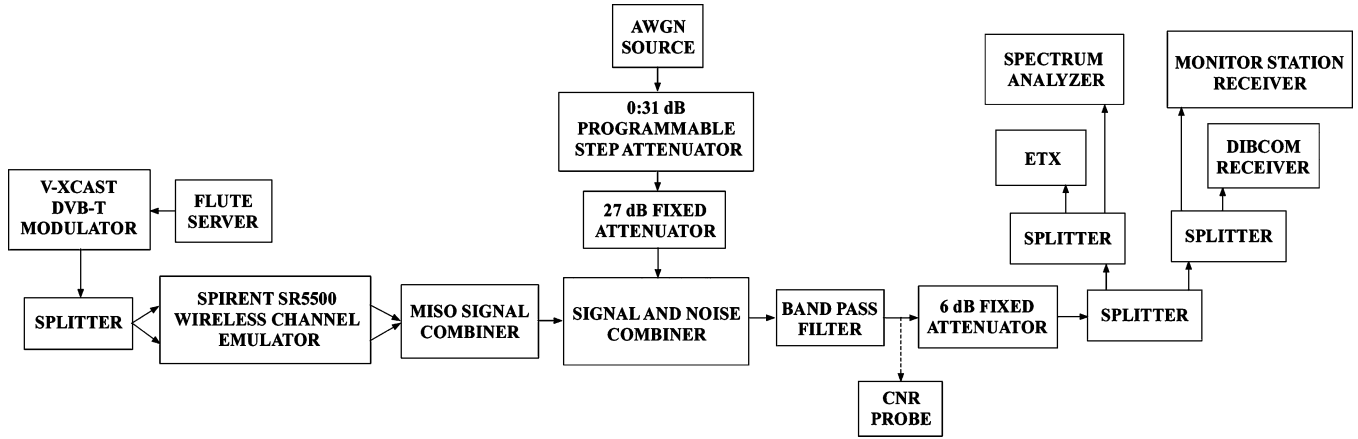 AWGN
SOURCE
0:31 dB
PROGRAMMABLE
STEP ATTENUATOR
27 dB FIXED
ATTENUATOR
V-XCAST
DVB-T
MODULATOR
FLUTE
SERVER
SPLITTER
SPIRENT SR5500
WIRELESS CHANNEL
EMULATOR
MISO SIGNAL
COMBINER
SIGNAL AND NOISE
COMBINER
BAND PASS
FILTER
CNR
PROBE
6 dB FIXED
ATTENUATOR
SPLITTER
SPLITTER
ETX
SPECTRUM
ANALYZER
SPLITTER
MONITOR STATION
RECEIVER
DIBCOM
RECEIVER